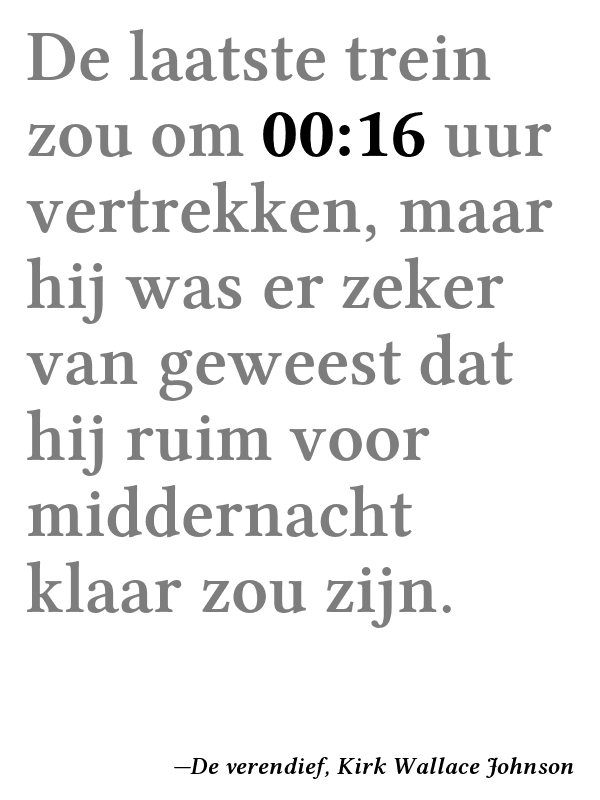 De laatste trein
zou om 00:16 uur
vertrekken, maar
hij was er zeker
van geweest dat
hij ruim voor
middernacht
klaar zou zijn.
—De verendief, Kirk Wallace Johnson